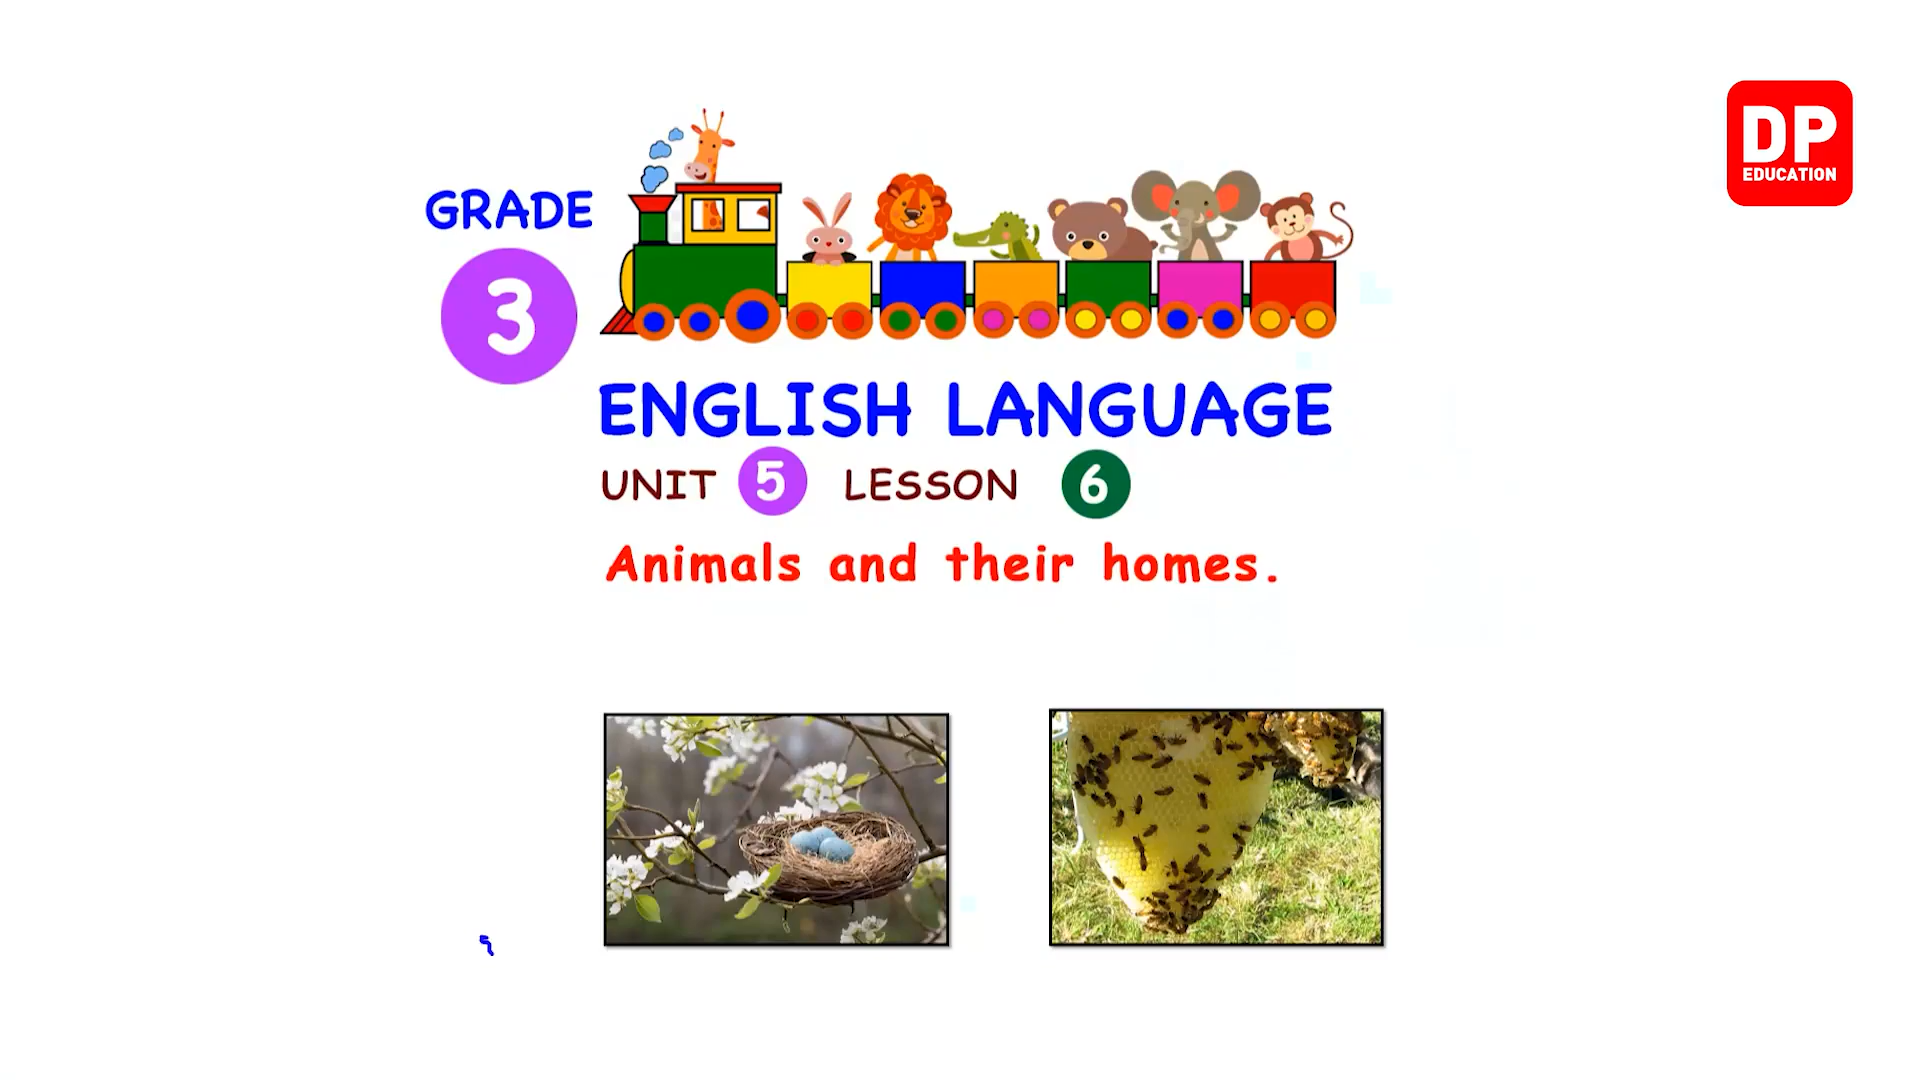 DP
EDUCATION
GRADE
3
ENGLISH LANGUAGE
UNIT 5 LESSON 6
Animals and their homes.